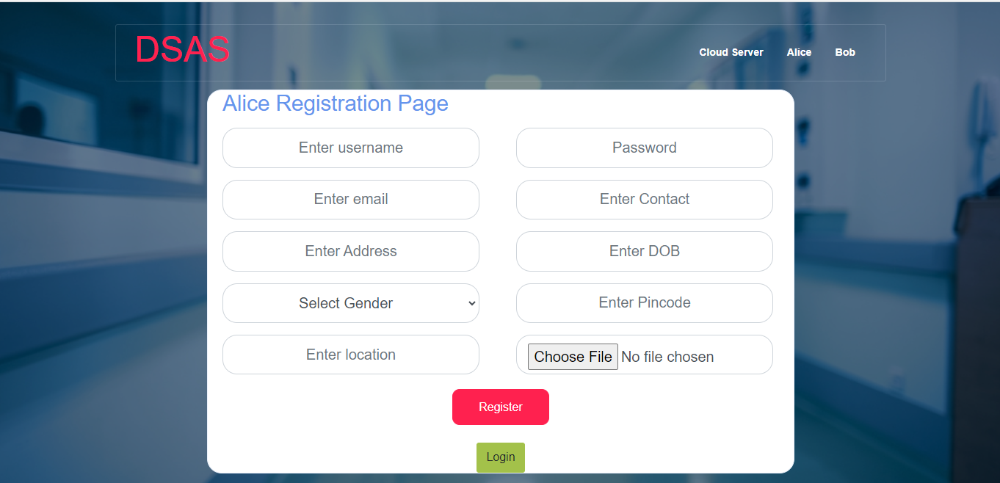 DSAS
Cloud Server Alice Bob
Alice Registration Page
Enter username Password
Enter email Enter Contact
Enter Address Enter DOB
Select Gender Enter Pincode
Enter location Choose File No file chosen
Register
Login